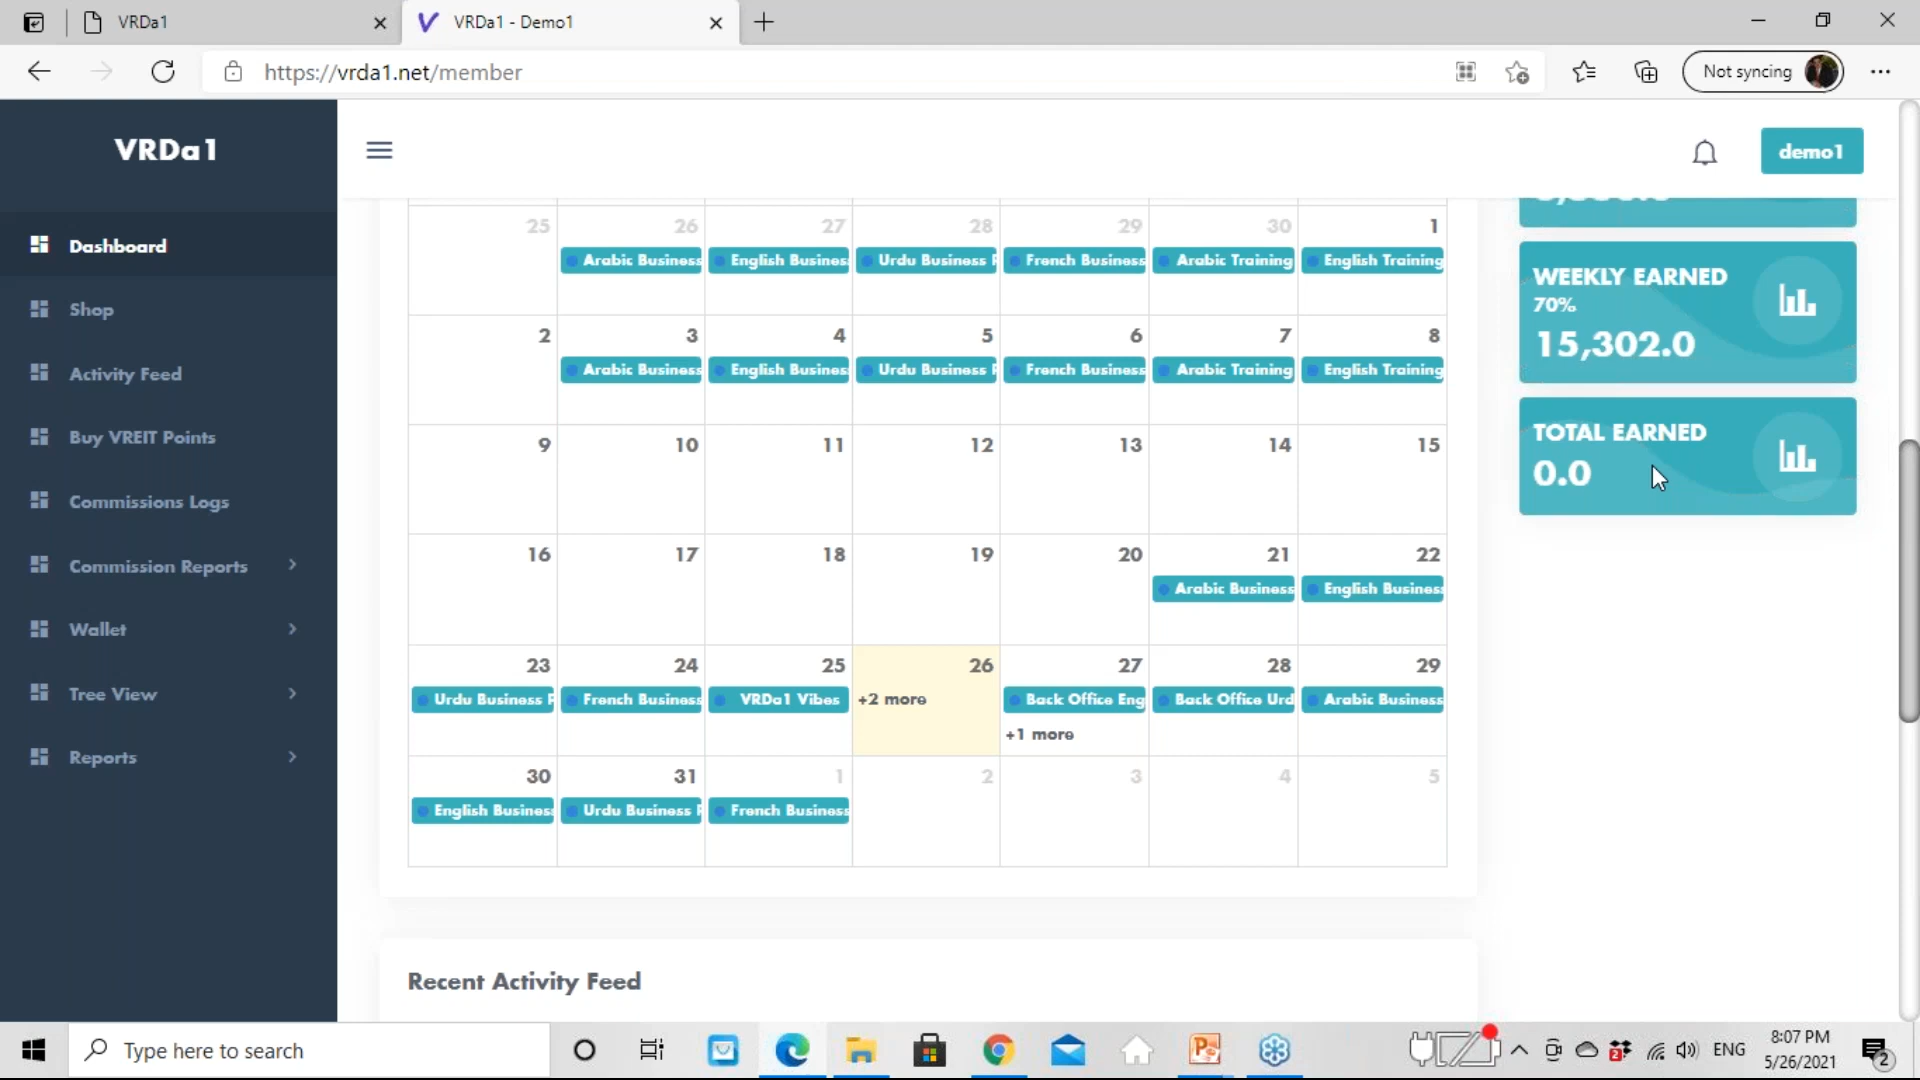 VRDa1
VRDa1 - Demo1
https://vrda1.net/member
Not syncing
VRDa1
demo1
Dashboard
Shop
Activity Feed
Buy VREIT Points
Commissions Logs
Commission Reports
Wallet
Tree View
Reports
25 26 27 28 29 30 1
Arabic Business English Busines Urdu Business French Business Arabic Training English Training
2 3 4 5 6 7 8
Arabic Business English Busines Urdu Business French Business Arabic Training English Training
9 10 11 12 13 14 15
16 17 18 19 20 21 22
Arabic Business English Business
23 24 25 26 27 28 29
Urdu Business French Business VRDa1 Vibes +2 more Back Office Eng Back Office Urd Arabic Business
+1 more
30 31 1 2 3 4 5
English Business Urdu Business French Business
WEEKLY EARNED
70%
15,302.0
TOTAL EARNED
0.0
Recent Activity Feed
Type here to search
ENG
8:07 PM
5/26/2021
2
2